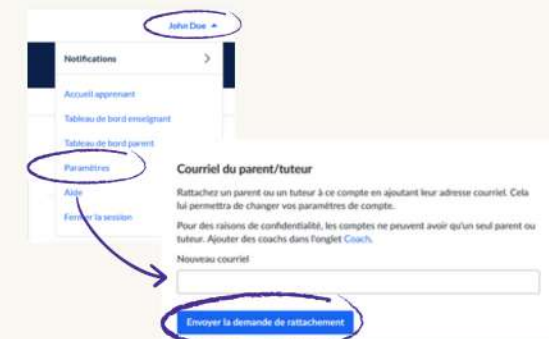 John Doe
Notifications
Accueil apprenant
Tableau de bord enseignant
Tableau de bord parent
Paramètres
Aide
Fermer la session
Courriel du parent/tuteur
Rattachez un parent ou un tuteur à ce compte en ajoutant leur adresse courriel. Cela
lui permettra de changer vos paramètres de compte.
Pour des raisons de confidentialité, les comptes ne peuvent avoir qu'un seul parent ou
tuteur. Ajouter des coachs dans l'onglet Coach.
Nouveau courriel
Envoyer la demande de rattachement